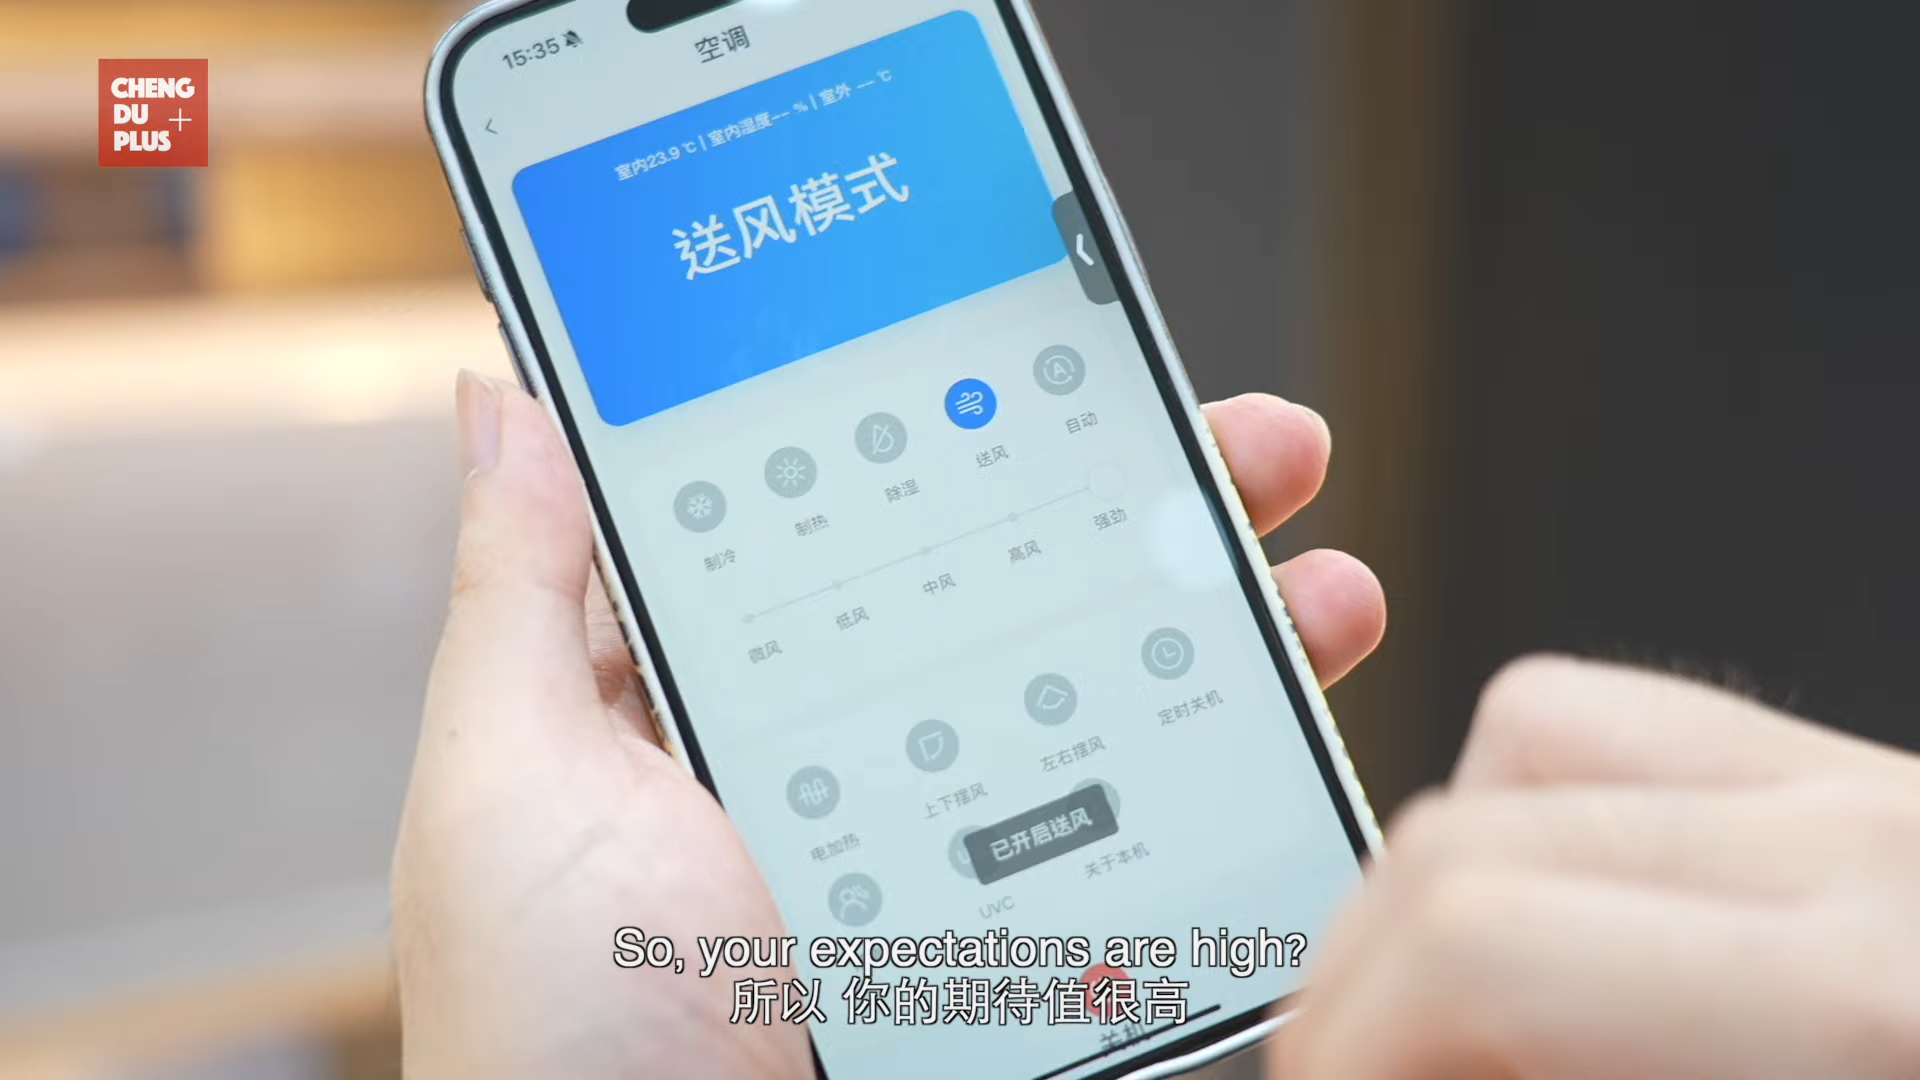 CHENG
DU
PLUS+
15:35
空调
室内23.9℃ | 室内湿度-- % | 室外 -- ℃
送风模式
制冷
制热
除湿
送风
自动
微风
低风
中风
高风
强劲
电加热
上下摆风
左右摆风
定时关机
已开启送风
UVC
关于本机
So, your expectations are high?
所以 你的期待值很高
关机